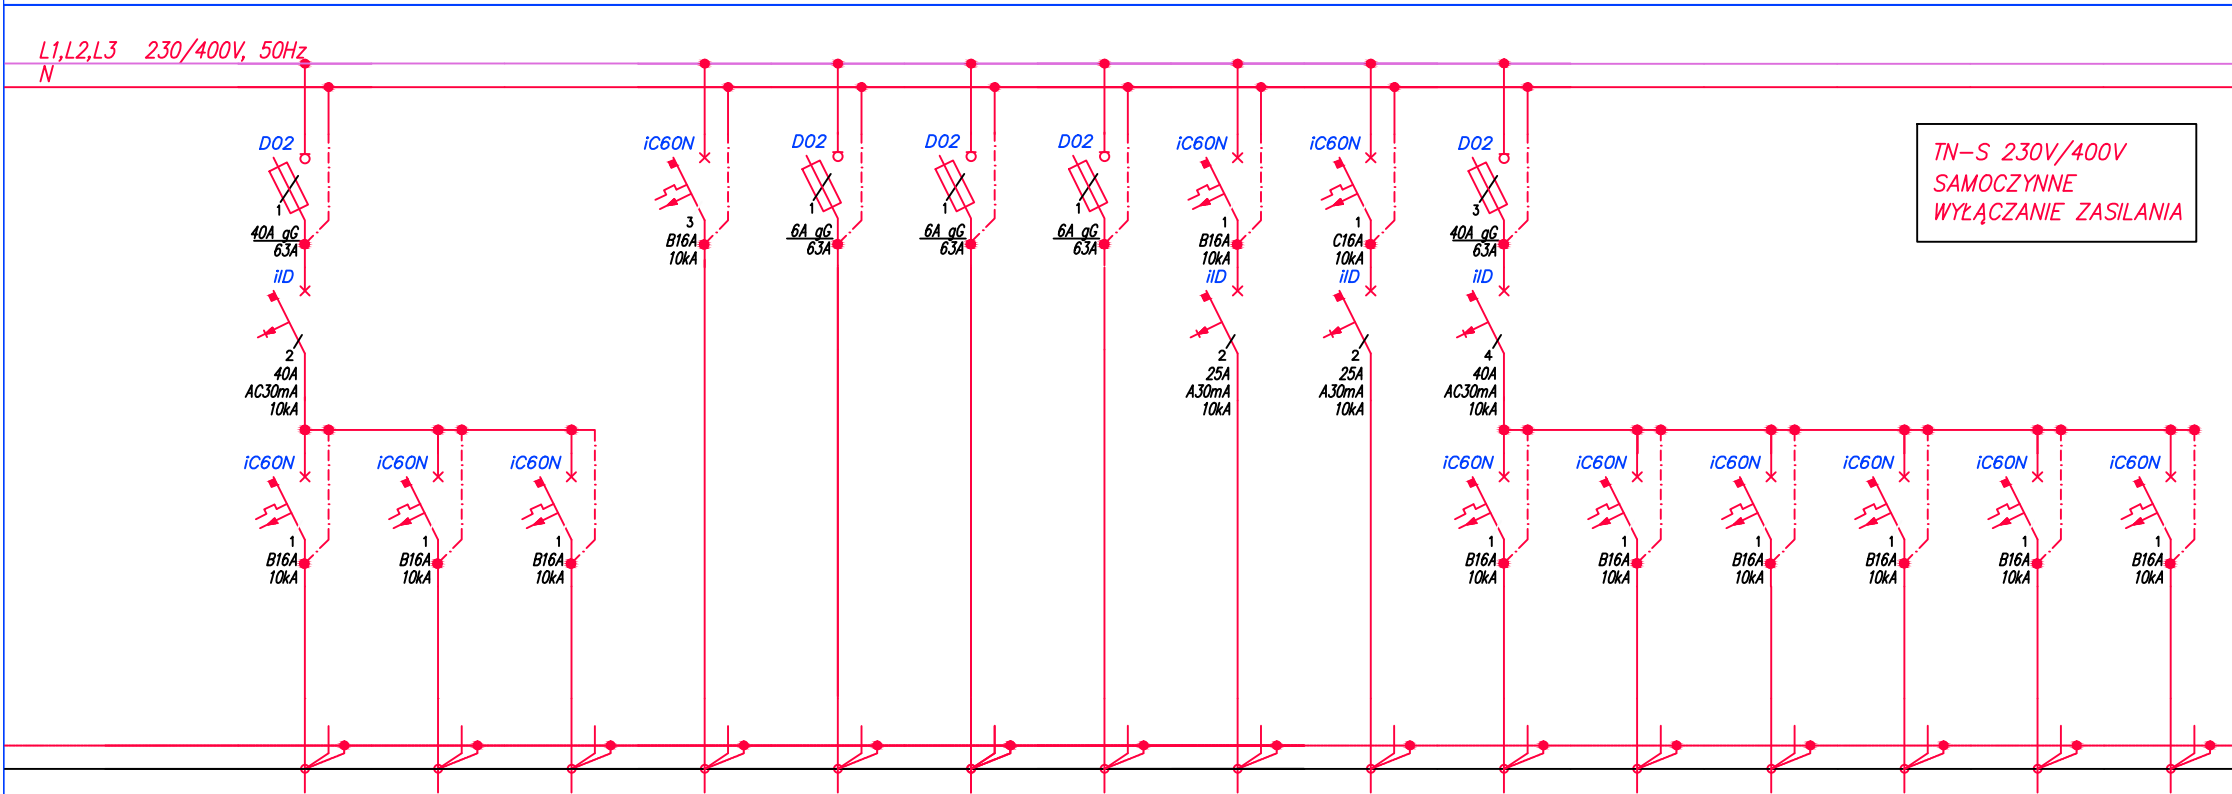 L1,L2,L3 230/400V, 50Hz
N
D02 iC60N D02 D02 D02 iC60N iC60N D02
TN-S 230V/400V
SAMOCZYNNE
WYŁĄCZANIE ZASILANIA
1 3 1 1 1 1 1 3
40A gG B16A 6A gG 6A gG 6A gG B16A C16A 40A gG
63A 10kA 63A 63A 63A 10kA 10kA 63A
iID iID iID iID
2 2 2 4
40A 25A 25A 40A
AC30mA A30mA A30mA AC30mA
10kA 10kA 10kA 10kA
iC60N iC60N iC60N iC60N iC60N iC60N iC60N iC60N iC60N
1 1 1 1 1 1 1 1 1
B16A B16A B16A B16A B16A B16A B16A B16A B16A
10kA 10kA 10kA 10kA 10kA 10kA 10kA 10kA 10kA